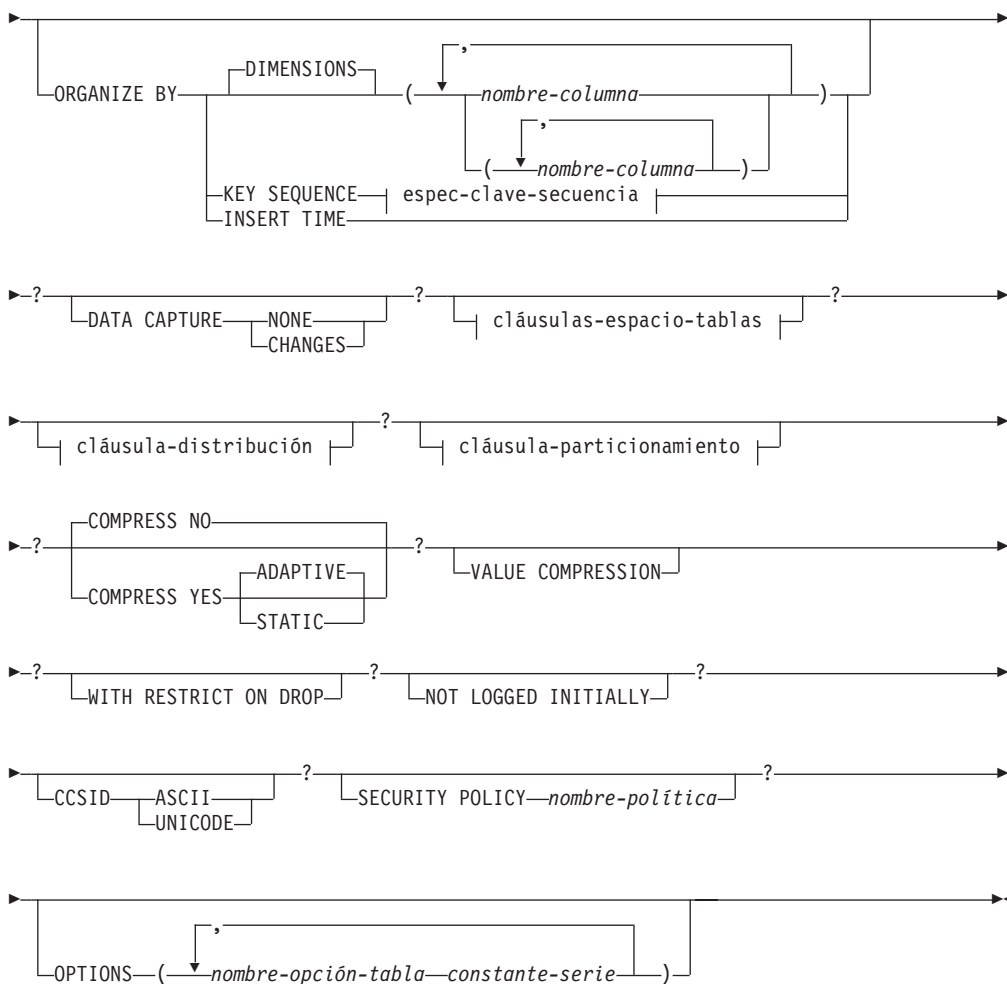 ,
DIMENSIONS
ORGANIZE BY ( nombre-columna )
,
( nombre-columna )
KEY SEQUENCE espec-clave-secuencia
INSERT TIME
? ? ?
DATA CAPTURE NONE cláusulas-espacio-tablas
CHANGES
?
cláusula-distribución cláusula-particionamiento
COMPRESS NO
? ?
ADAPTIVE VALUE COMPRESSION
COMPRESS YES
STATIC
? ? ?
WITH RESTRICT ON DROP NOT LOGGED INITIALLY
? ?
CCSID ASCII SECURITY POLICY nombre-política
UNICODE
,
OPTIONS ( nombre-opción-tabla constante-serie )